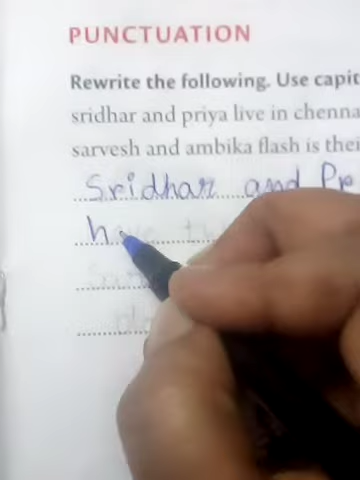 PUNCTUATION
Rewrite the following. Use capit
sridhar and priya live in chenna
sarvesh and ambika flash is thei
Sridhar and Pr
h